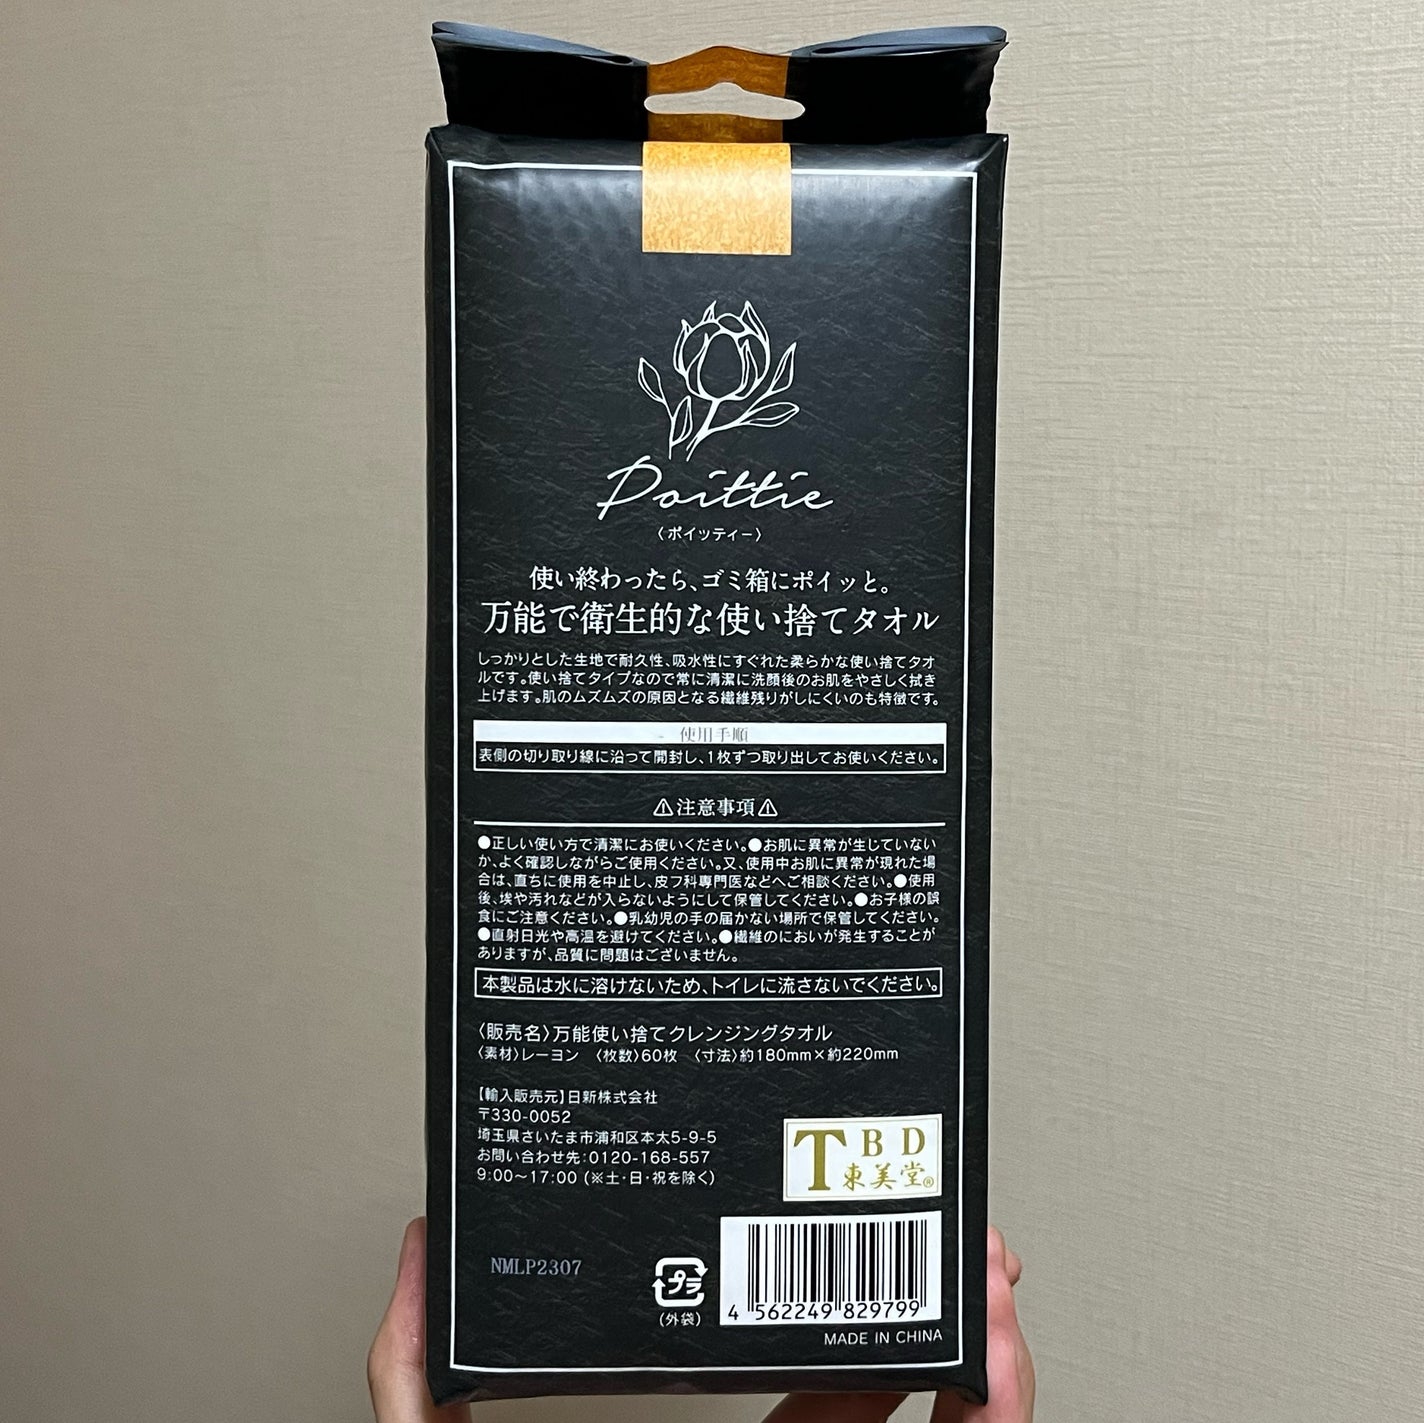 Poittie
〈ポイッティー〉
使い終わったら、ゴミ箱にポイッと。
万能で衛生的な使い捨てタオル
しっかりとした生地で耐久性、吸水性にすぐれた柔らかな使い捨てタオ
ルです。使い捨てタイプなので常に清潔に洗顔後のお肌をやさしく拭き
上げます。肌のムズムズの原因となる繊維残りがしにくいのも特徴です。
使用手順
表側の切り取り線に沿って開封し、1枚ずつ取り出してお使いください。
⚠注意事項⚠
●正しい使い方で清潔にお使いください。●お肌に異常が生じていない
か、よく確認しながらご使用ください。又、使用中お肌に異常が現れた場
合は、直ちに使用を中止し、皮フ科専門医などへご相談ください。●使用
後、埃や汚れなどが入らないようにして保管してください。●お子様の誤
食にご注意ください。●乳幼児の手の届かない場所で保管してください。
●直射日光や高温を避けてください。●繊維のにおいが発生することが
ありますが、品質に問題はございません。
本製品は水に溶けないため、トイレに流さないでください。
〈販売名〉万能使い捨てクレンジングタオル
〈素材〉レーヨン 〈枚数〉60枚 〈寸法〉約180mm×約220mm
【輸入販売元】日新株式会社
〒330-0052
埼玉県さいたま市浦和区本太5-9-5
お問い合わせ先：0120-168-557
9:00～17:00 (※土・日・祝を除く)
TBD
東美堂®
NMLP2307
プラ
(外袋)
4 562249 829799
MADE IN CHINA